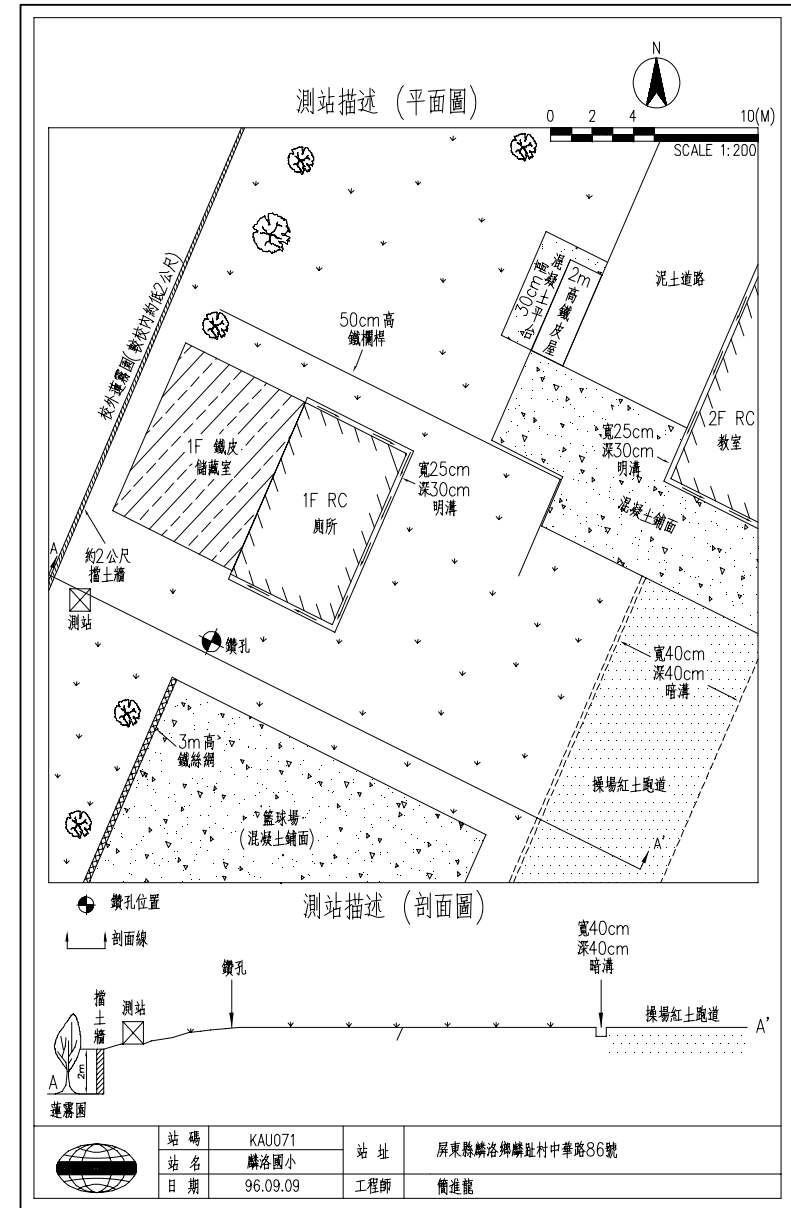 N
測站描述 (平面圖)
0 2 4 10(M)
SCALE 1:200
校外蓮霧園(較校內約低2公尺)
50cm 高
鐵欄桿
30cm高
混凝土平台
2m
高鐵皮屋
泥土道路
1F 鐵皮
儲藏室
1F RC
廁所
寬25cm
深30cm
明溝
寬25cm
深30cm
明溝
2F RC
教室
混凝土鋪面
A
約2公尺
擋土牆
測站
鑽孔
寬40cm
深40cm
暗溝
3m 高
鐵絲網
操場紅土跑道
籃球場
(混凝土鋪面)
A'
鑽孔位置
剖面線
測站描述 (剖面圖)
寬40cm
深40cm
暗溝
鑽孔
擋土牆
測站
操場紅土跑道
A'
A
2m
蓮霧園
站 碼 KAU071
站 名 麟洛國小
日 期 96.09.09
站 址 屏東縣麟洛鄉麟趾村中華路86號
工程師 簡進龍